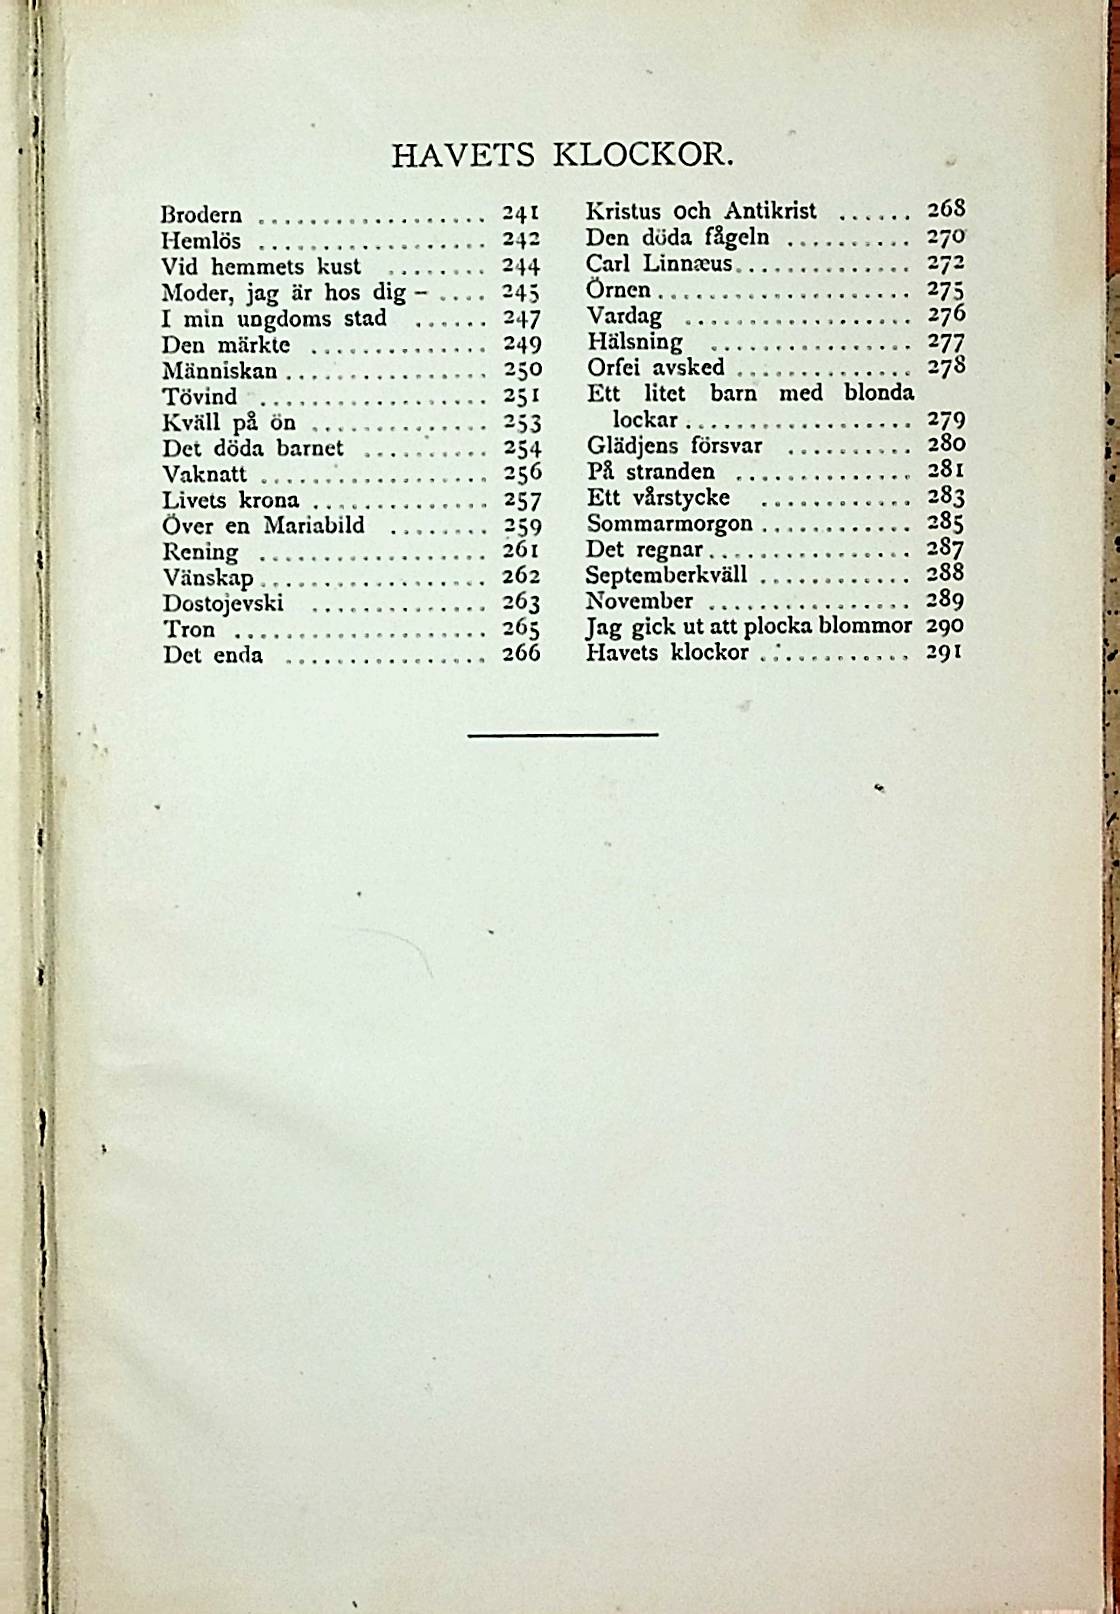 HAVETS KLOCKOR.
Brodern .................. 241
Hemlös .................. 242
Vid hemmets kust ........ 244
Moder, jag är hos dig – .... 245
I min ungdoms stad ...... 247
Den märkte .............. 249
Människan ................ 250
Tövind .................. 251
Kväll på ön .............. 253
Det döda barnet .......... 254
Vaknatt .................. 256
Livets krona .............. 257
Över en Mariabild ........ 259
Rening .................. 261
Vänskap .................. 262
Dostojevski .............. 263
Tron .................... 265
Det enda ................ 266
Kristus och Antikrist ...... 268
Den döda fågeln .......... 270
Carl Linnæus.............. 272
Örnen.................... 275
Vardag .................. 276
Hälsning ................ 277
Orfei avsked .............. 278
Ett litet barn med blonda
lockar.................. 279
Glädjens försvar .......... 280
På stranden .............. 281
Ett vårstycke ............ 283
Sommarmorgon ............ 285
Det regnar................ 287
Septemberkväll ............ 288
November ................ 289
Jag gick ut att plocka blommor 290
Havets klockor ............ 291